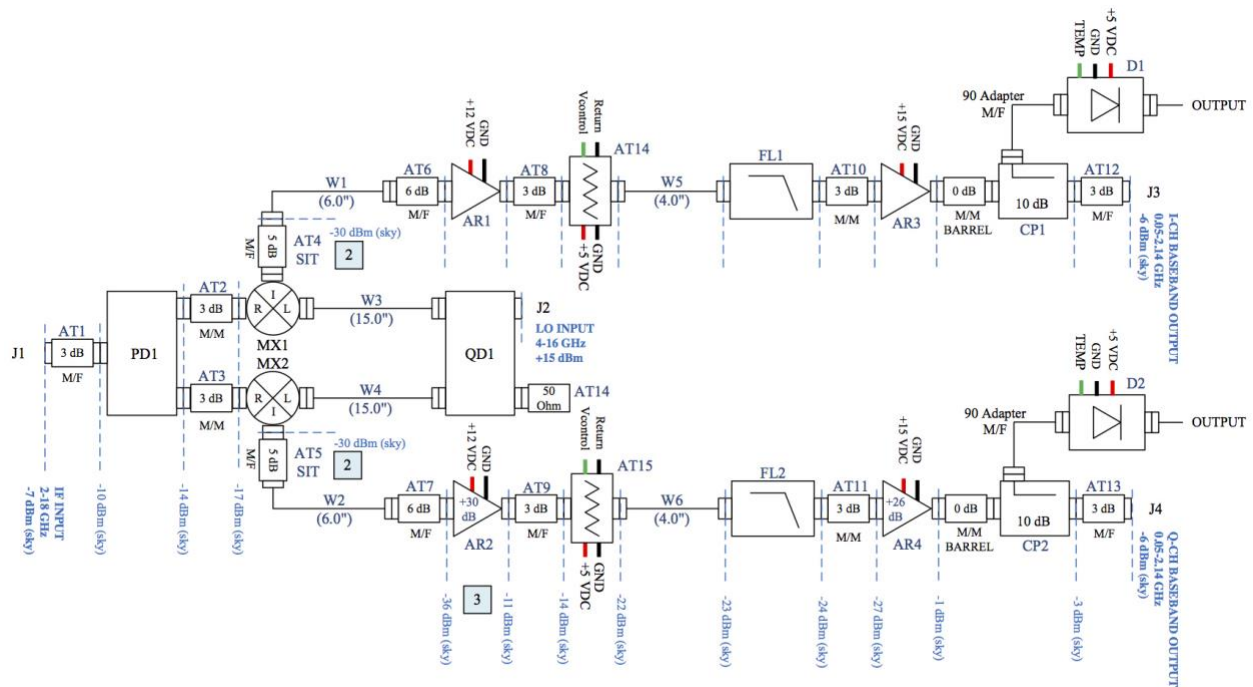 TEMP
GND
+5 VDC
D1
90 Adapter
M/F
OUTPUT
+12 VDC
GND
Vcontrol
Return
AT14
+15 VDC
GND
W1
(6.0")
AT6
6 dB
M/F
AR1
AT8
3 dB
M/F
+5 VDC
GND
W5
(4.0")
FL1
AT10
3 dB
M/M
AR3
0 dB
M/M
BARREL
10 dB
CP1
AT12
3 dB
M/F
J3
I-CH BASEBAND OUTPUT
0.05-2.14 GHz
-6 dBm (sky)
5 dB
M/F
AT4
SIT
-30 dBm (sky)
2
J1
AT1
3 dB
M/F
PD1
AT2
3 dB
M/M
R
I
L
MX1
W3
(15.0")
QD1
J2
LO INPUT
4-16 GHz
+15 dBm
MX2
AT3
3 dB
M/M
R
L
I
W4
(15.0")
50
Ohm
AT14
TEMP
GND
+5 VDC
D2
90 Adapter
M/F
OUTPUT
5 dB
M/F
AT5
SIT
-30 dBm (sky)
2
+12 VDC
GND
Vcontrol
Return
AT15
+15 VDC
GND
W2
(6.0")
AT7
6 dB
M/F
+30
dB
AR2
AT9
3 dB
M/F
+5 VDC
GND
W6
(4.0")
FL2
AT11
3 dB
M/M
+26
dB
AR4
0 dB
M/M
BARREL
10 dB
CP2
AT13
3 dB
M/F
J4
Q-CH BASEBAND OUTPUT
0.05-2.14 GHz
-6 dBm (sky)
IF INPUT
2-18 GHz
-7 dBm (sky)
-10 dBm (sky)
-14 dBm (sky)
-17 dBm (sky)
3
-36 dBm (sky)
-11 dBm (sky)
-14 dBm (sky)
-22 dBm (sky)
-23 dBm (sky)
-24 dBm (sky)
-27 dBm (sky)
-1 dBm (sky)
-3 dBm (sky)